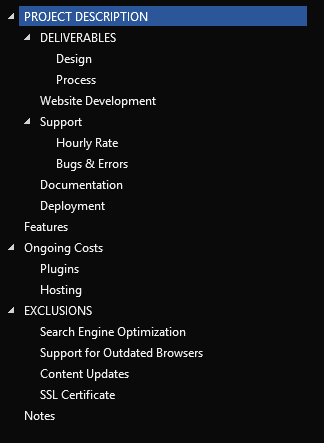 PROJECT DESCRIPTION
DELIVERABLES
Design
Process
Website Development
Support
Hourly Rate
Bugs & Errors
Documentation
Deployment
Features
Ongoing Costs
Plugins
Hosting
EXCLUSIONS
Search Engine Optimization
Support for Outdated Browsers
Content Updates
SSL Certificate
Notes